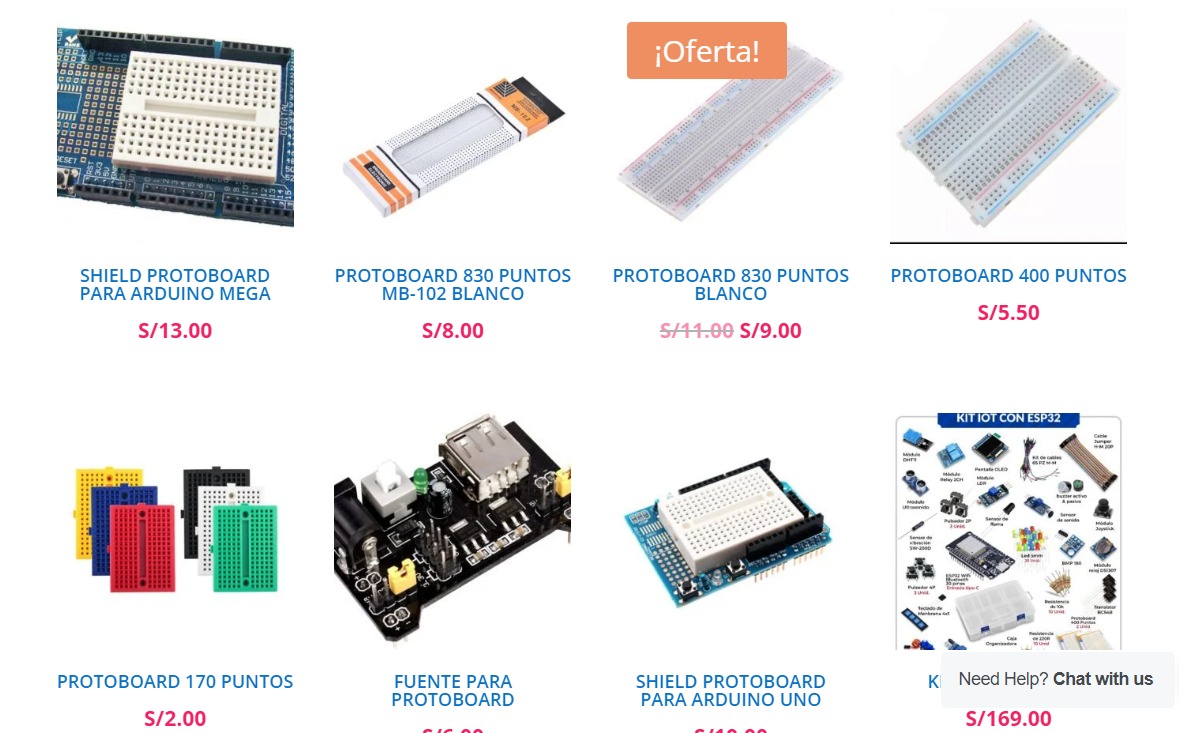 ¡Oferta!
SHIELD PROTOBOARD
PARA ARDUINO MEGA
S/13.00
PROTOBOARD 830 PUNTOS
MB-102 BLANCO
S/8.00
PROTOBOARD 830 PUNTOS
BLANCO
S/11.00 S/9.00
PROTOBOARD 400 PUNTOS
S/5.50
KIT IOT CON ESP32
Módulo
DHT11
Módulo
Relay 2CH
Pantalla OLED
Kit de cables
65 PZ M-M
Cable
Jumper
H-M 20P
Módulo
Ultrasonido
Pulsador 2P
Sensor de
llama
buzzer activo
& pasivo
Sensor
de sonido
Módulo
Joystick
Sensor de
vibración
SW-200D
Led 5mm
BMP 180
Módulo
reloj DS1307
Pulsador 4P
ESP32 Wifi
Bluetooth
30 pines
Resistencia
de 10k
Transistor
Teclado de
Membrana 4x1
Caja
Organizadora
Resistencia
de 220R
Protoboard
400 Puntos
PROTOBOARD 170 PUNTOS
S/2.00
FUENTE PARA
PROTOBOARD
S/6.00
SHIELD PROTOBOARD
PARA ARDUINO UNO
S/10.00
Need Help? Chat with us
S/169.00